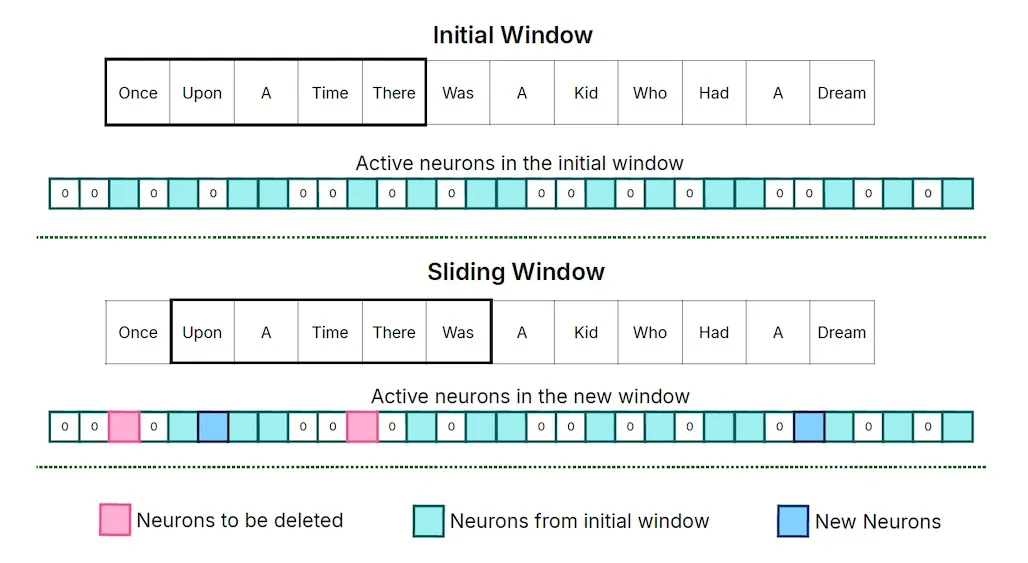 Initial Window
Once Upon A Time There Was A Kid Who Had A Dream
Active neurons in the initial window
0 0 0 0 0 0 0 0 0 0 0 0 0 0 0 0
Sliding Window
Once Upon A Time There Was A Kid Who Had A Dream
Active neurons in the new window
0 0 0 0 0 0 0 0 0 0 0 0 0 0
Neurons to be deleted Neurons from initial window New Neurons